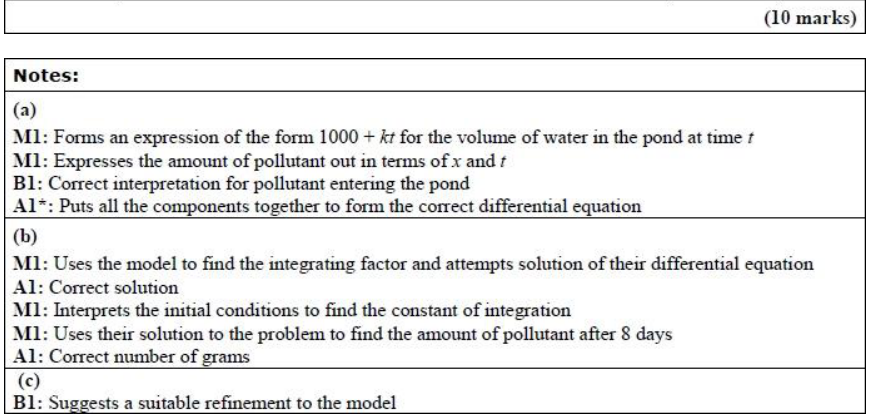 (10 marks)
Notes:
(a)
M1: Forms an expression of the form 1000 + kt for the volume of water in the pond at time t
M1: Expresses the amount of pollutant out in terms of x and t
B1: Correct interpretation for pollutant entering the pond
A1*: Puts all the components together to form the correct differential equation
(b)
M1: Uses the model to find the integrating factor and attempts solution of their differential equation
A1: Correct solution
M1: Interprets the initial conditions to find the constant of integration
M1: Uses their solution to the problem to find the amount of pollutant after 8 days
A1: Correct number of grams
(c)
B1: Suggests a suitable refinement to the model